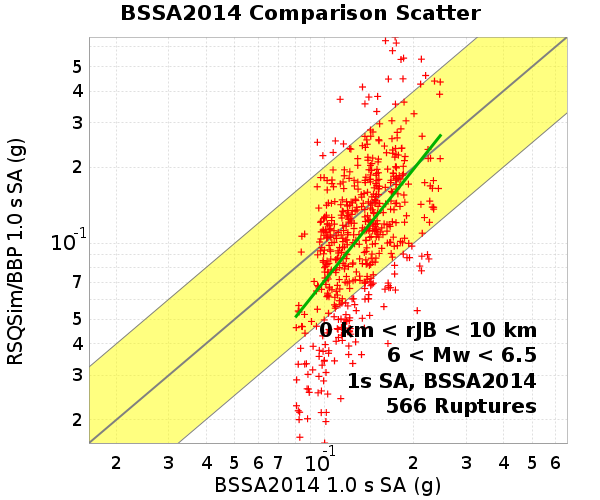 BSSA2014 Comparison Scatter
RSQSim/BBP 1.0 s SA (g)
5
4
3
2
10^-1
7
5
4
3
2
0 km < rJB < 10 km
6 < Mw < 6.5
1s SA, BSSA2014
566 Ruptures
2 3 4 5 6 7 10^-1 2 3 4 5 6
BSSA2014 1.0 s SA (g)